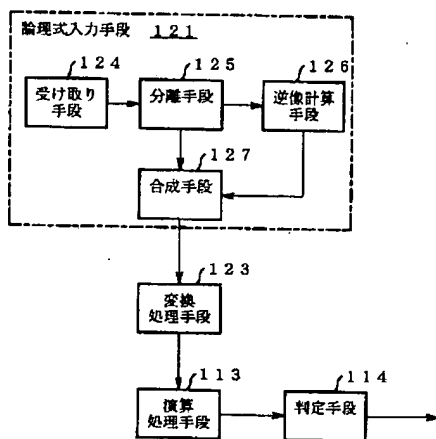 論理式入力手段 121
124
125
126
受け取り
手段
分離手段
逆像計算
手段
127
合成手段
123
変換
処理手段
113
114
演算
処理手段
判定手段